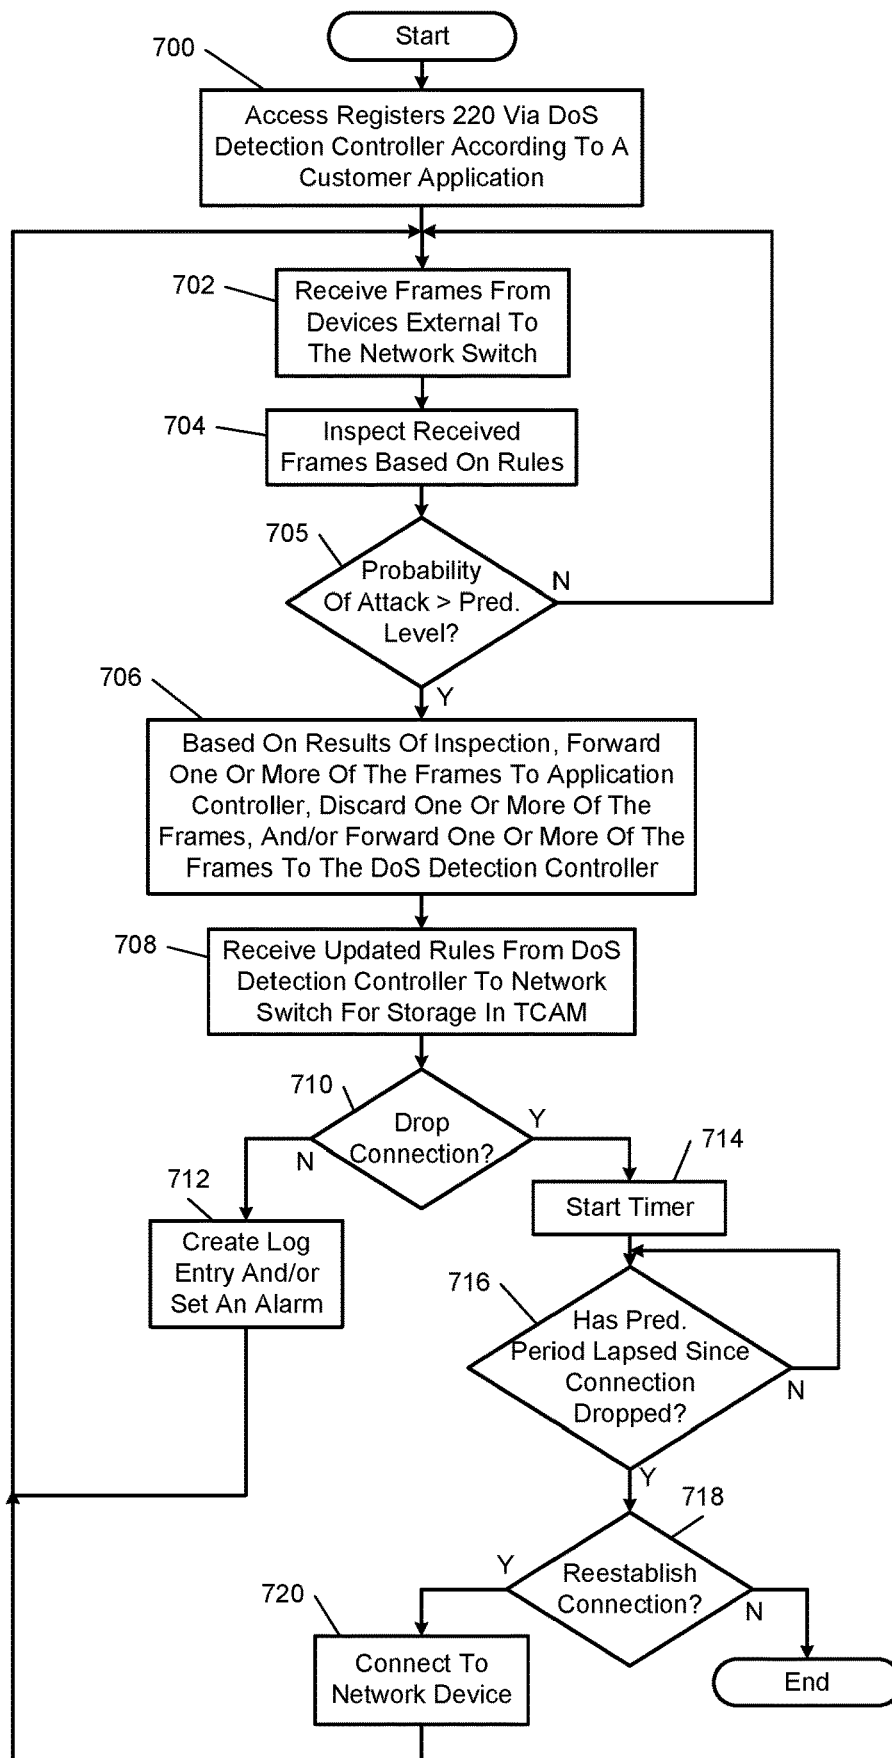 Start
700
Access Registers 220 Via DoS
Detection Controller According To A
Customer Application
702
Receive Frames From
Devices External To
The Network Switch
704
Inspect Received
Frames Based On Rules
705
Probability
Of Attack > Pred.
Level?
N
Y
706
Based On Results Of Inspection, Forward
One Or More Of The Frames To Application
Controller, Discard One Or More Of The
Frames, And/or Forward One Or More Of The
Frames To The DoS Detection Controller
708
Receive Updated Rules From DoS
Detection Controller To Network
Switch For Storage In TCAM
710
Drop
Connection?
N
Y
712
Create Log
Entry And/or
Set An Alarm
714
Start Timer
716
Has Pred.
Period Lapsed Since
Connection
Dropped?
N
Y
718
Reestablish
Connection?
Y
N
720
Connect To
Network Device
End